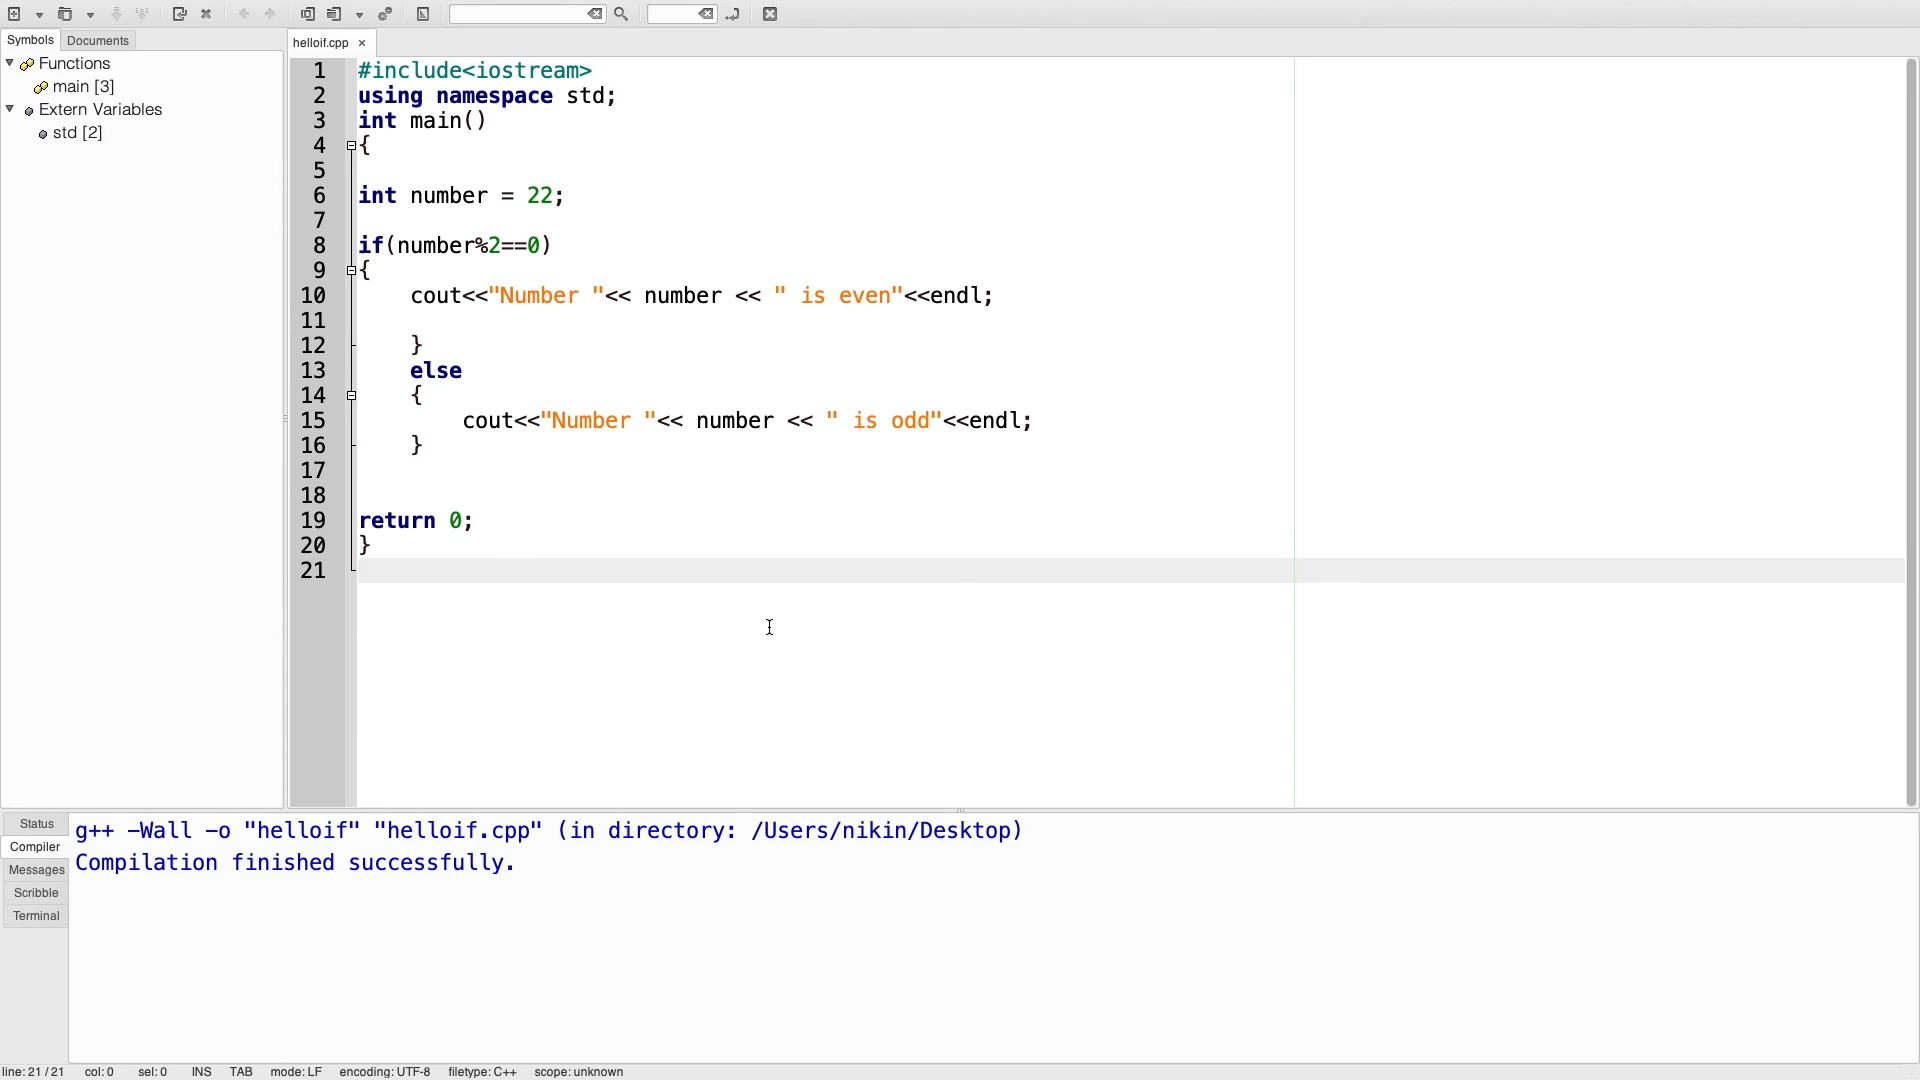 Symbols Documents
Functions
main [3]
Extern Variables
std [2]
helloif.cpp
1 #include<iostream>
2 using namespace std;
3 int main()
4 {
5
6 int number = 22;
7
8 if(number%2==0)
9 {
10 cout<<"Number "<< number << " is even"<<endl;
11
12 }
13 else
14 {
15 cout<<"Number "<< number << " is odd"<<endl;
16 }
17
18
19 return 0;
20 }
21
Status
Compiler
Messages
Scribble
Terminal
g++ -Wall -o "helloif" "helloif.cpp" (in directory: /Users/nikin/Desktop)
Compilation finished successfully.
line: 21 / 21 col: 0 sel: 0 INS TAB mode: LF encoding: UTF-8 filetype: C++ scope: unknown